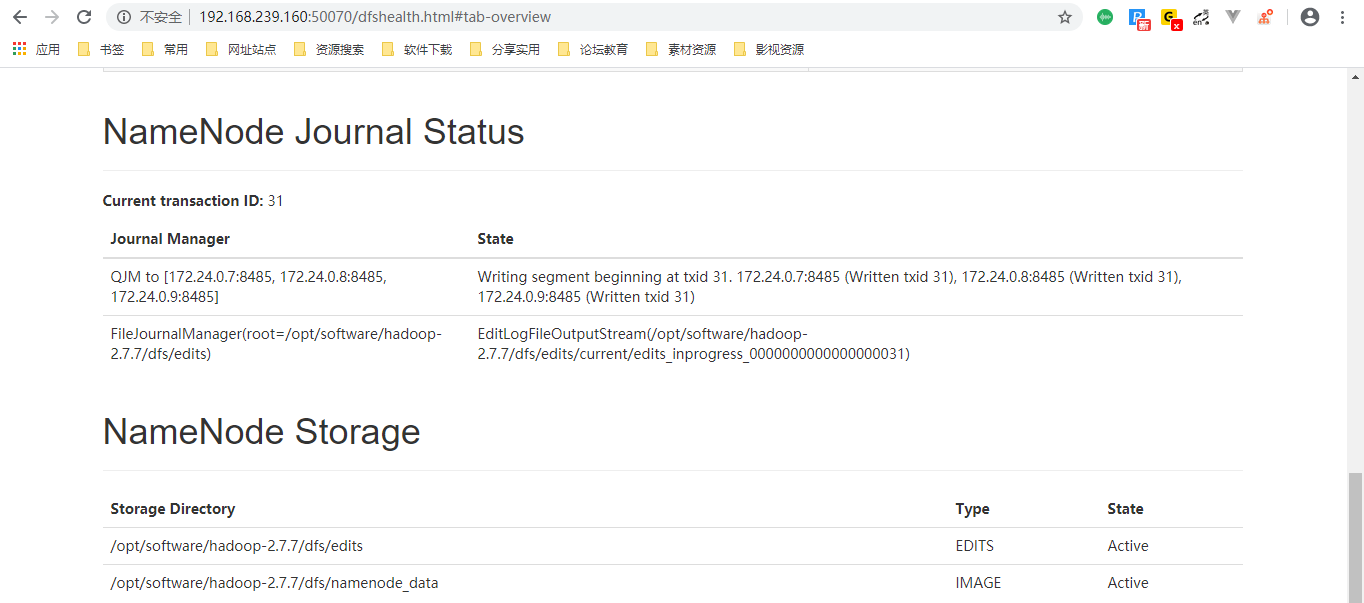 不安全 192.168.239.160:50070/dfshealth.html#tab-overview
应用 书签 常用 网址站点 资源搜索 软件下载 分享实用 论坛教育 素材资源 影视资源
NameNode Journal Status
Current transaction ID: 31
Journal Manager State
QJM to [172.24.0.7:8485, 172.24.0.8:8485, Writing segment beginning at txid 31. 172.24.0.7:8485 (Written txid 31), 172.24.0.8:8485 (Written txid 31),
172.24.0.9:8485] 172.24.0.9:8485 (Written txid 31)
FileJournalManager(root=/opt/software/hadoop- EditLogFileOutputStream(/opt/software/hadoop-
2.7.7/dfs/edits) 2.7.7/dfs/edits/current/edits_inprogress_0000000000000000031)
NameNode Storage
Storage Directory Type State
/opt/software/hadoop-2.7.7/dfs/edits EDITS Active
/opt/software/hadoop-2.7.7/dfs/namenode_data IMAGE Active